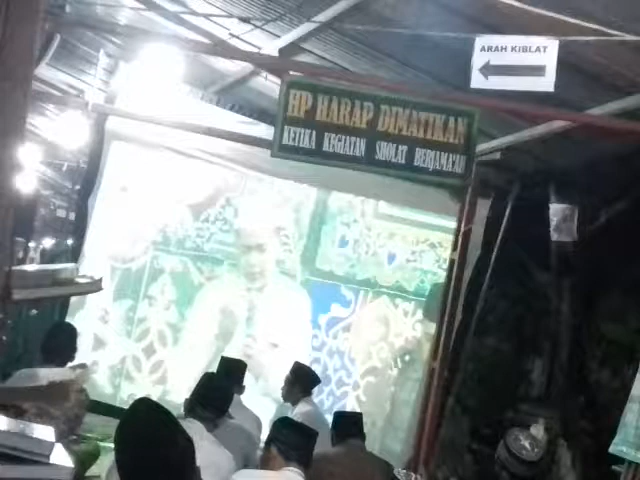 ARAH KIBLAT
HP HARAP DIMATIKAN
KETIKA KEGIATAN SHOLAT BERJAMA'AH